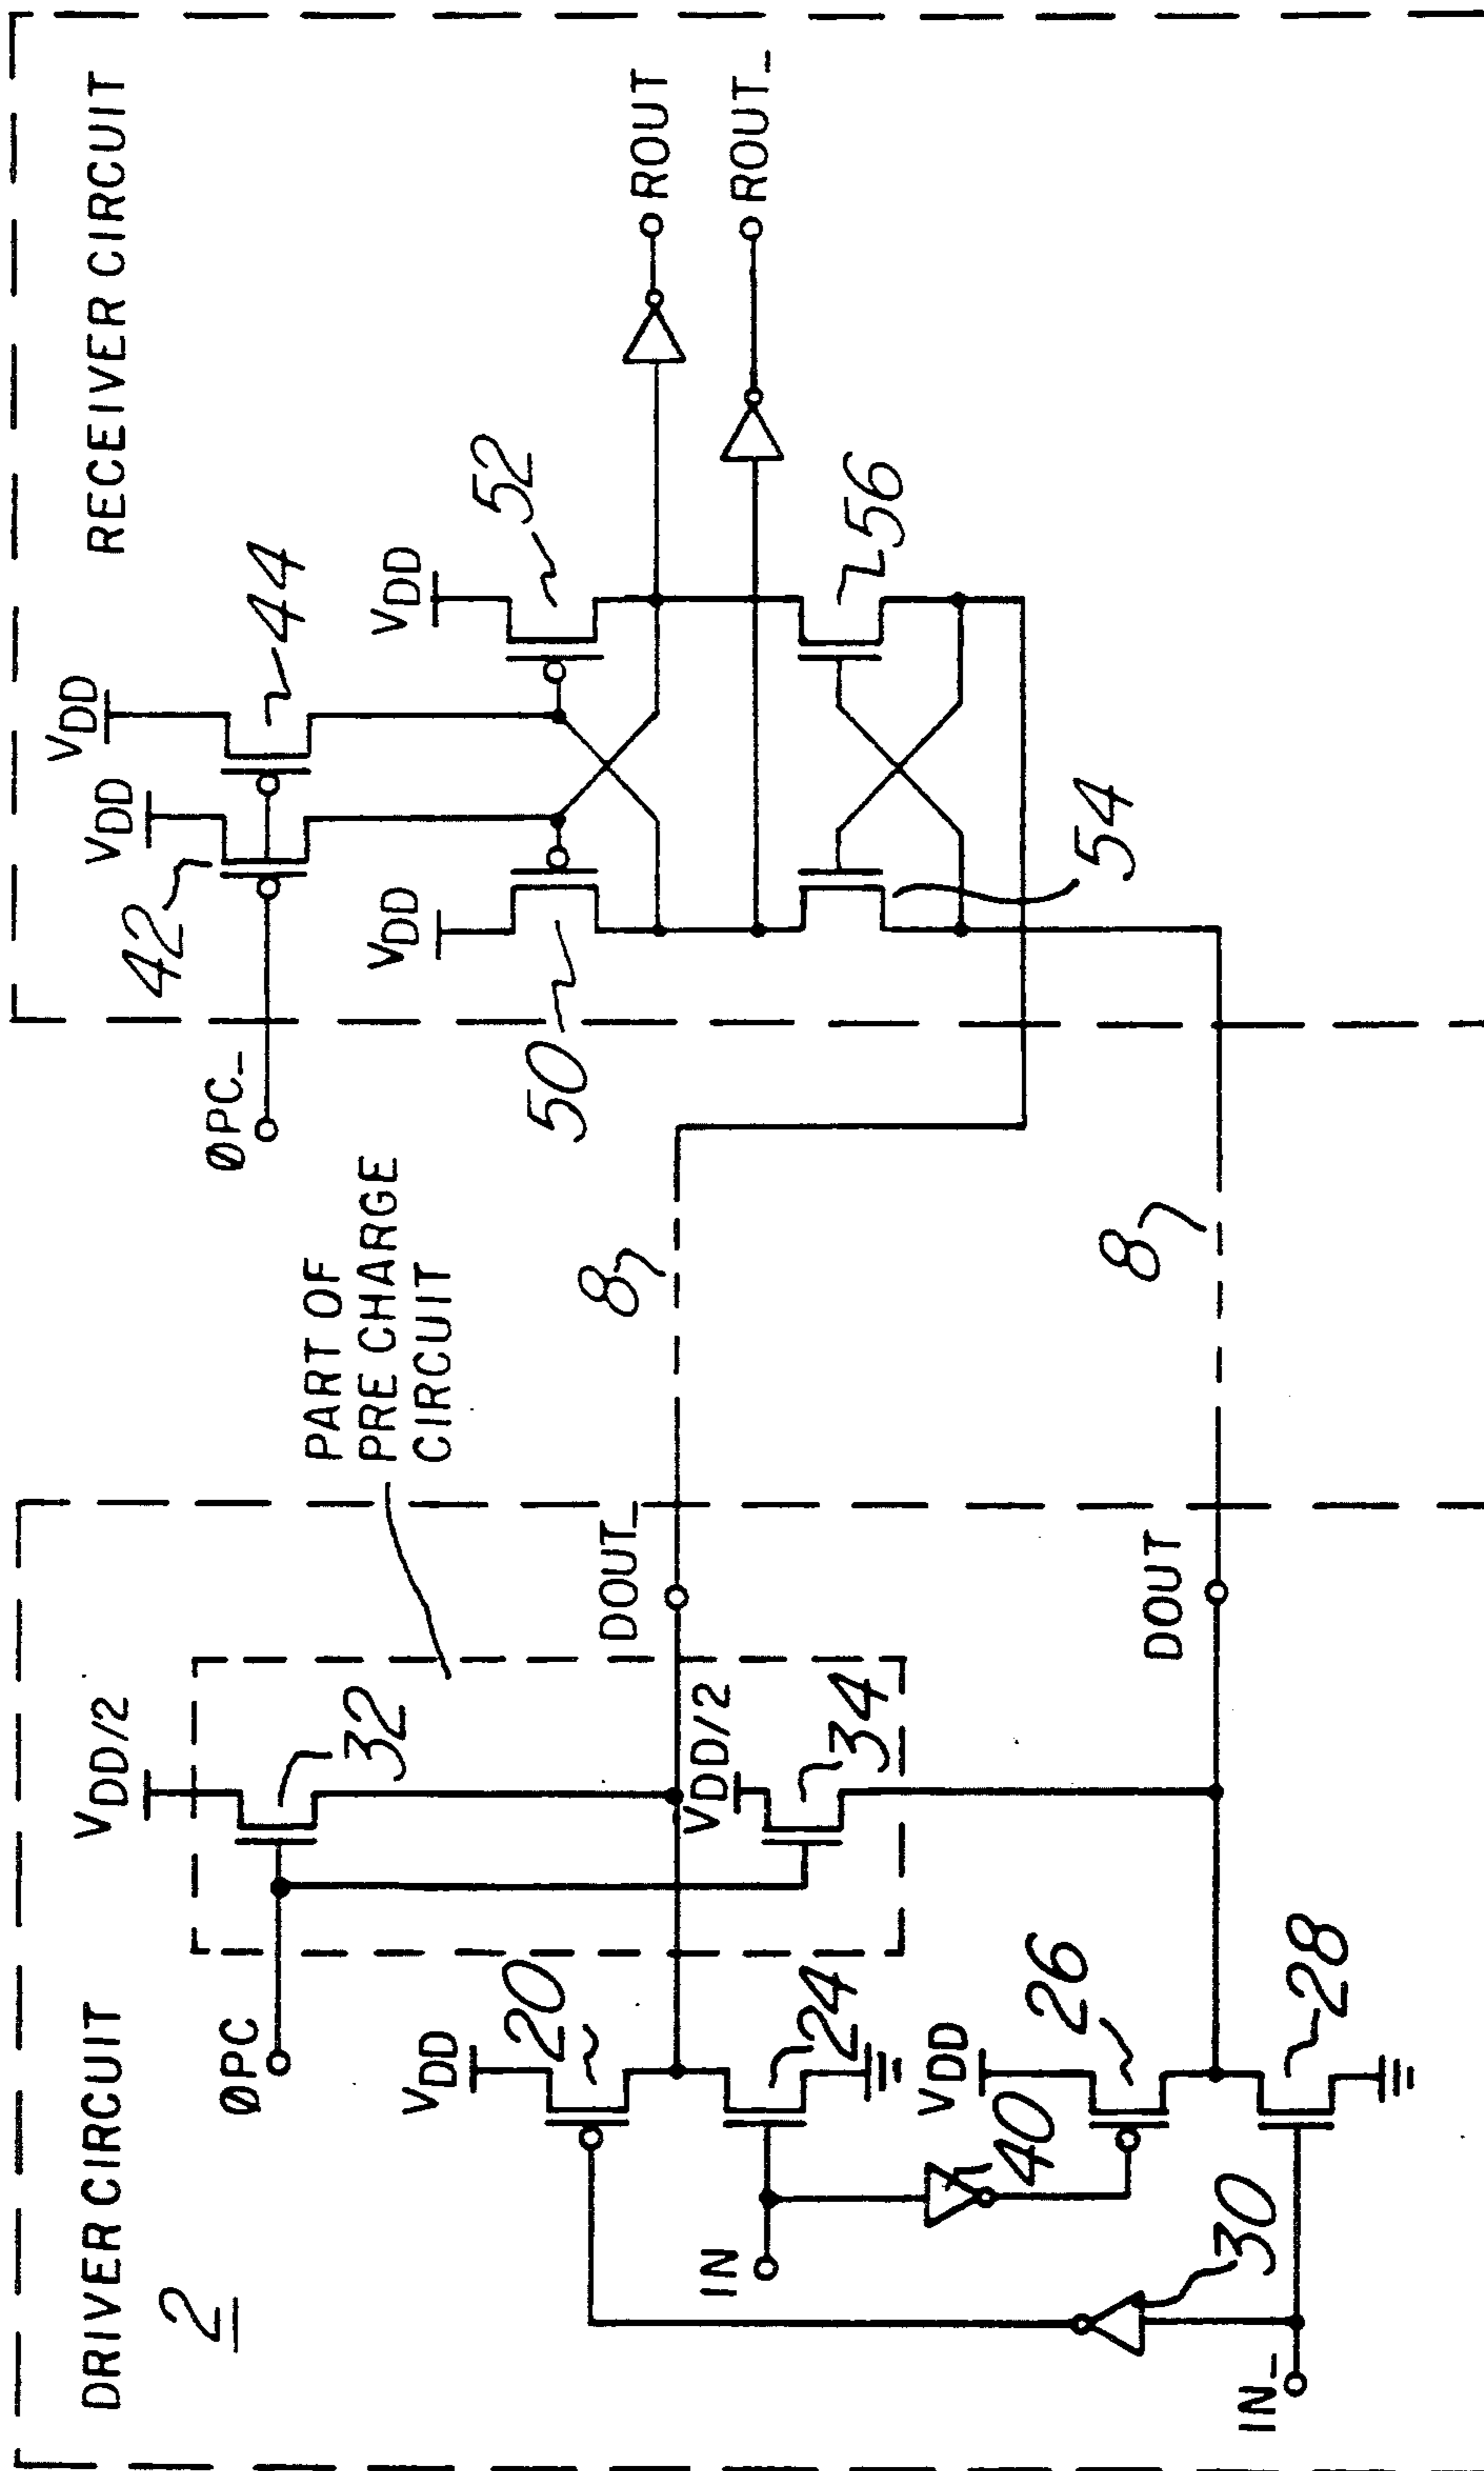 DRIVER CIRCUIT
2
ØPC
VDD/2
32
PART OF
PRE CHARGE
CIRCUIT
VDD
20
DOUT_
8
IN
24
VDD/2
34
40
VDD
26
DOUT
8
IN_
30
28
RECEIVER CIRCUIT
ØPC_
42
VDD
VDD
44
50
VDD
VDD
52
ROUT
ROUT_
54
56